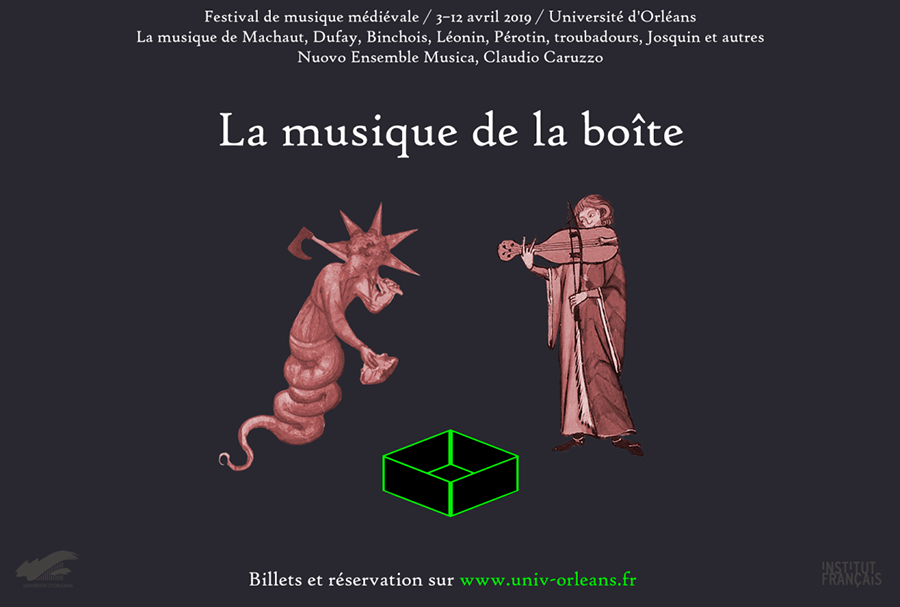 Festival de musique médiévale / 3–12 avril 2019 / Université d'Orléans
La musique de Machaut, Dufay, Binchois, Léonin, Pérotin, troubadours, Josquin et autres
Nuovo Ensemble Musica, Claudio Caruzzo
La musique de la boîte
Billets et réservation sur www.univ-orleans.fr
INSTITUT
FRANÇAIS